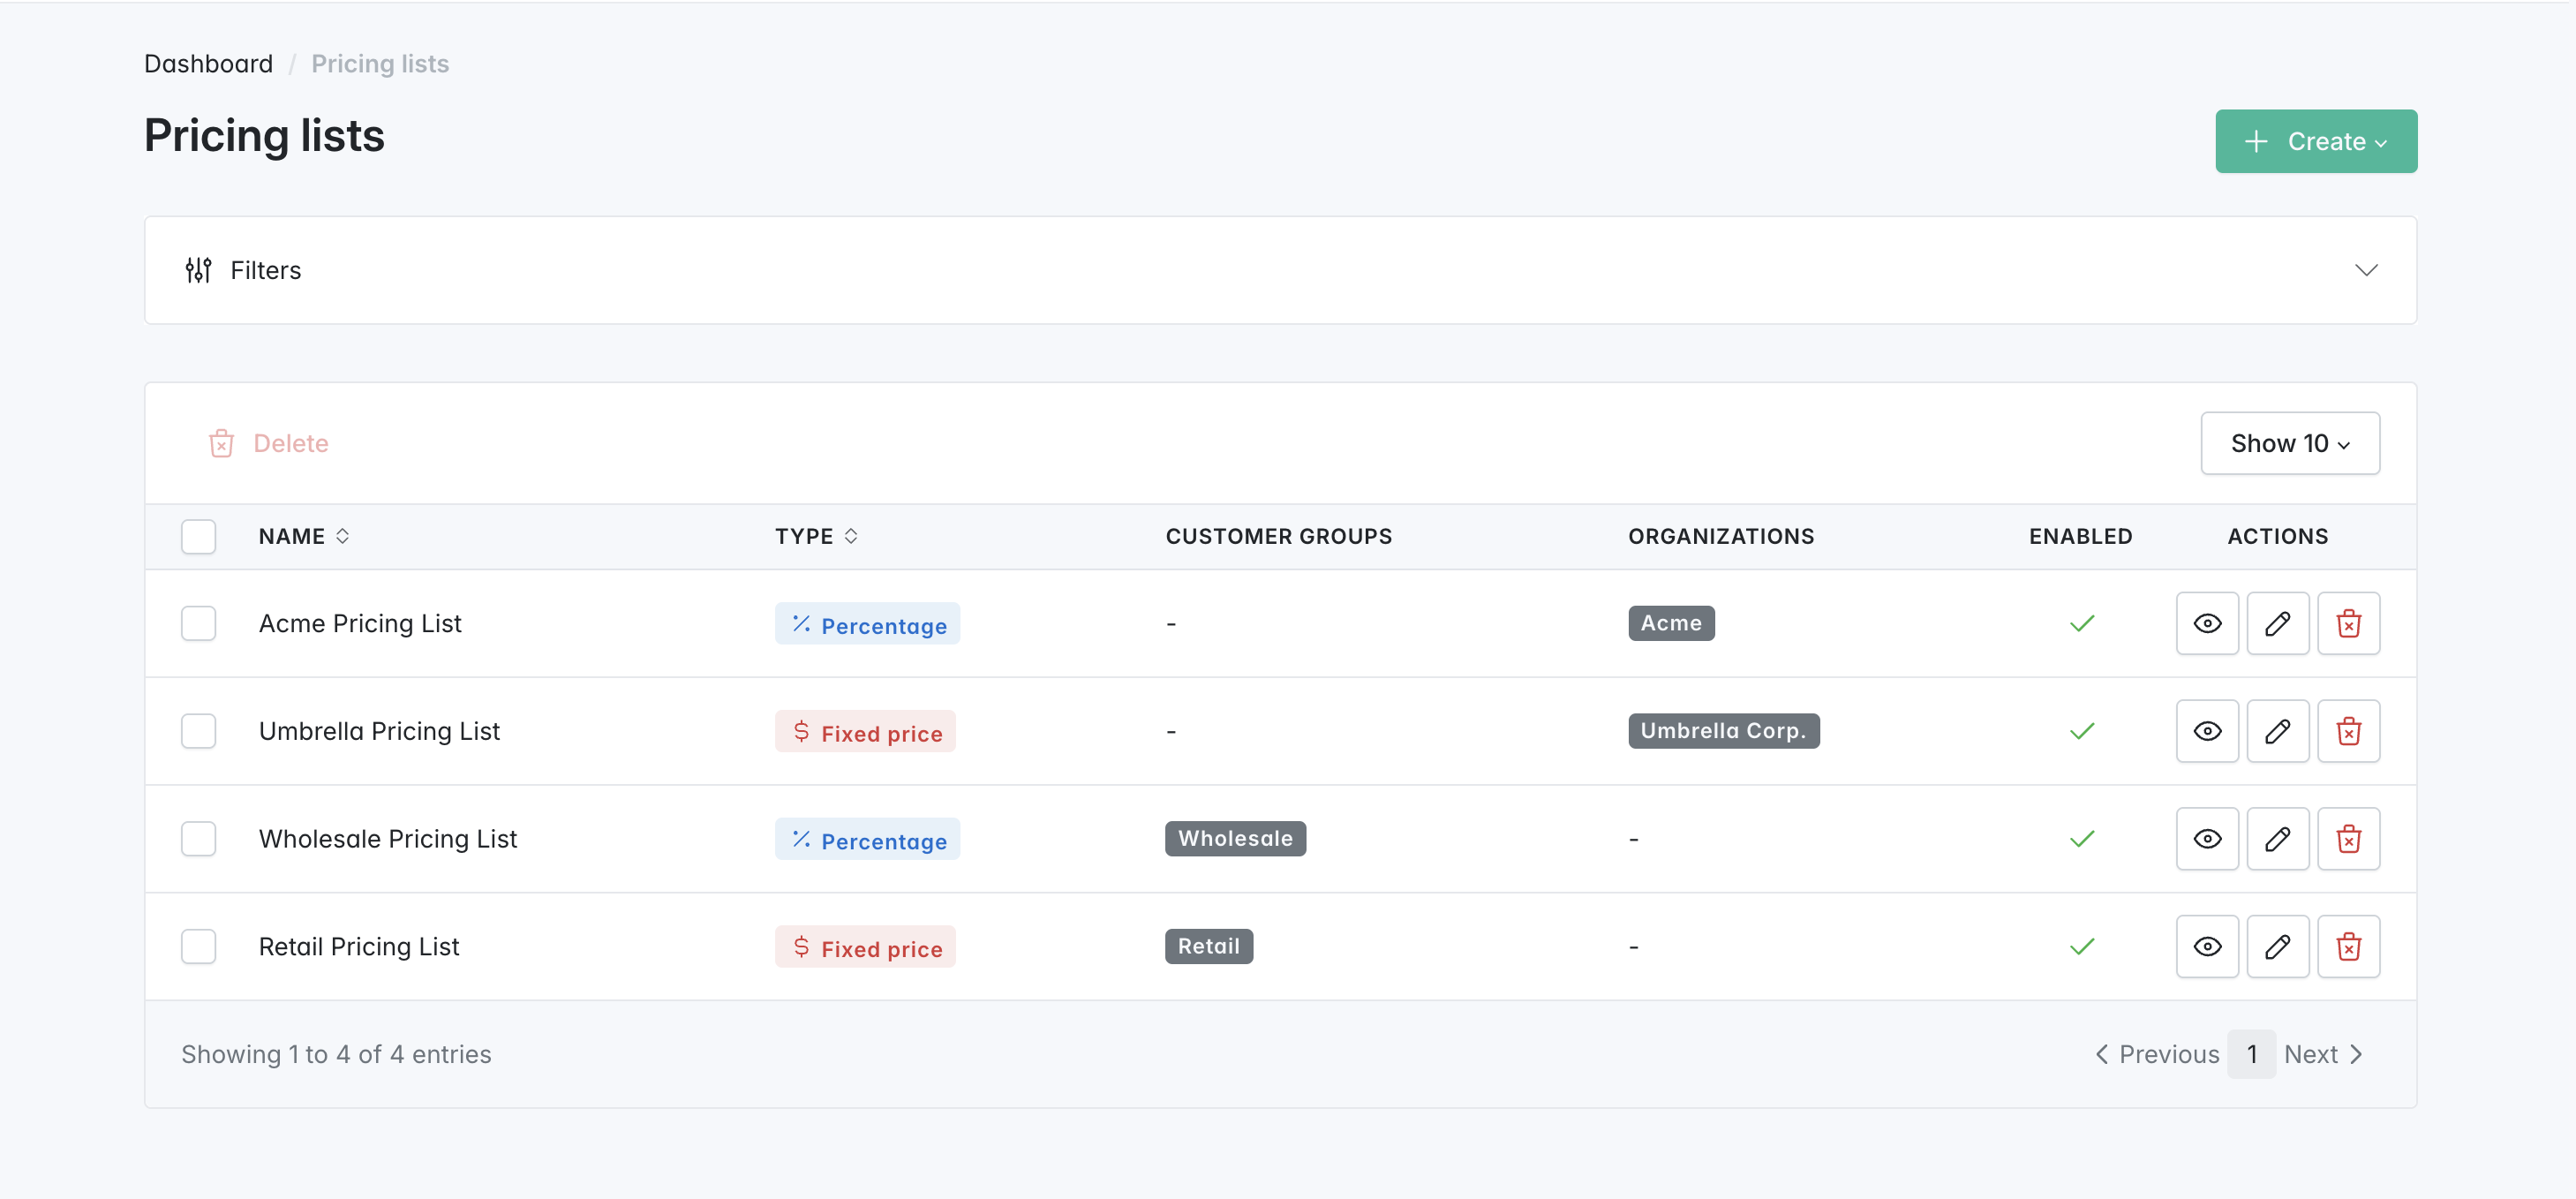 Dashboard / Pricing lists
Pricing lists
Create
Filters
Delete
Show 10
NAME TYPE CUSTOMER GROUPS ORGANIZATIONS ENABLED ACTIONS
Acme Pricing List Percentage - Acme
Umbrella Pricing List $ Fixed price - Umbrella Corp.
Wholesale Pricing List Percentage Wholesale -
Retail Pricing List $ Fixed price Retail -
Showing 1 to 4 of 4 entries Previous 1 Next